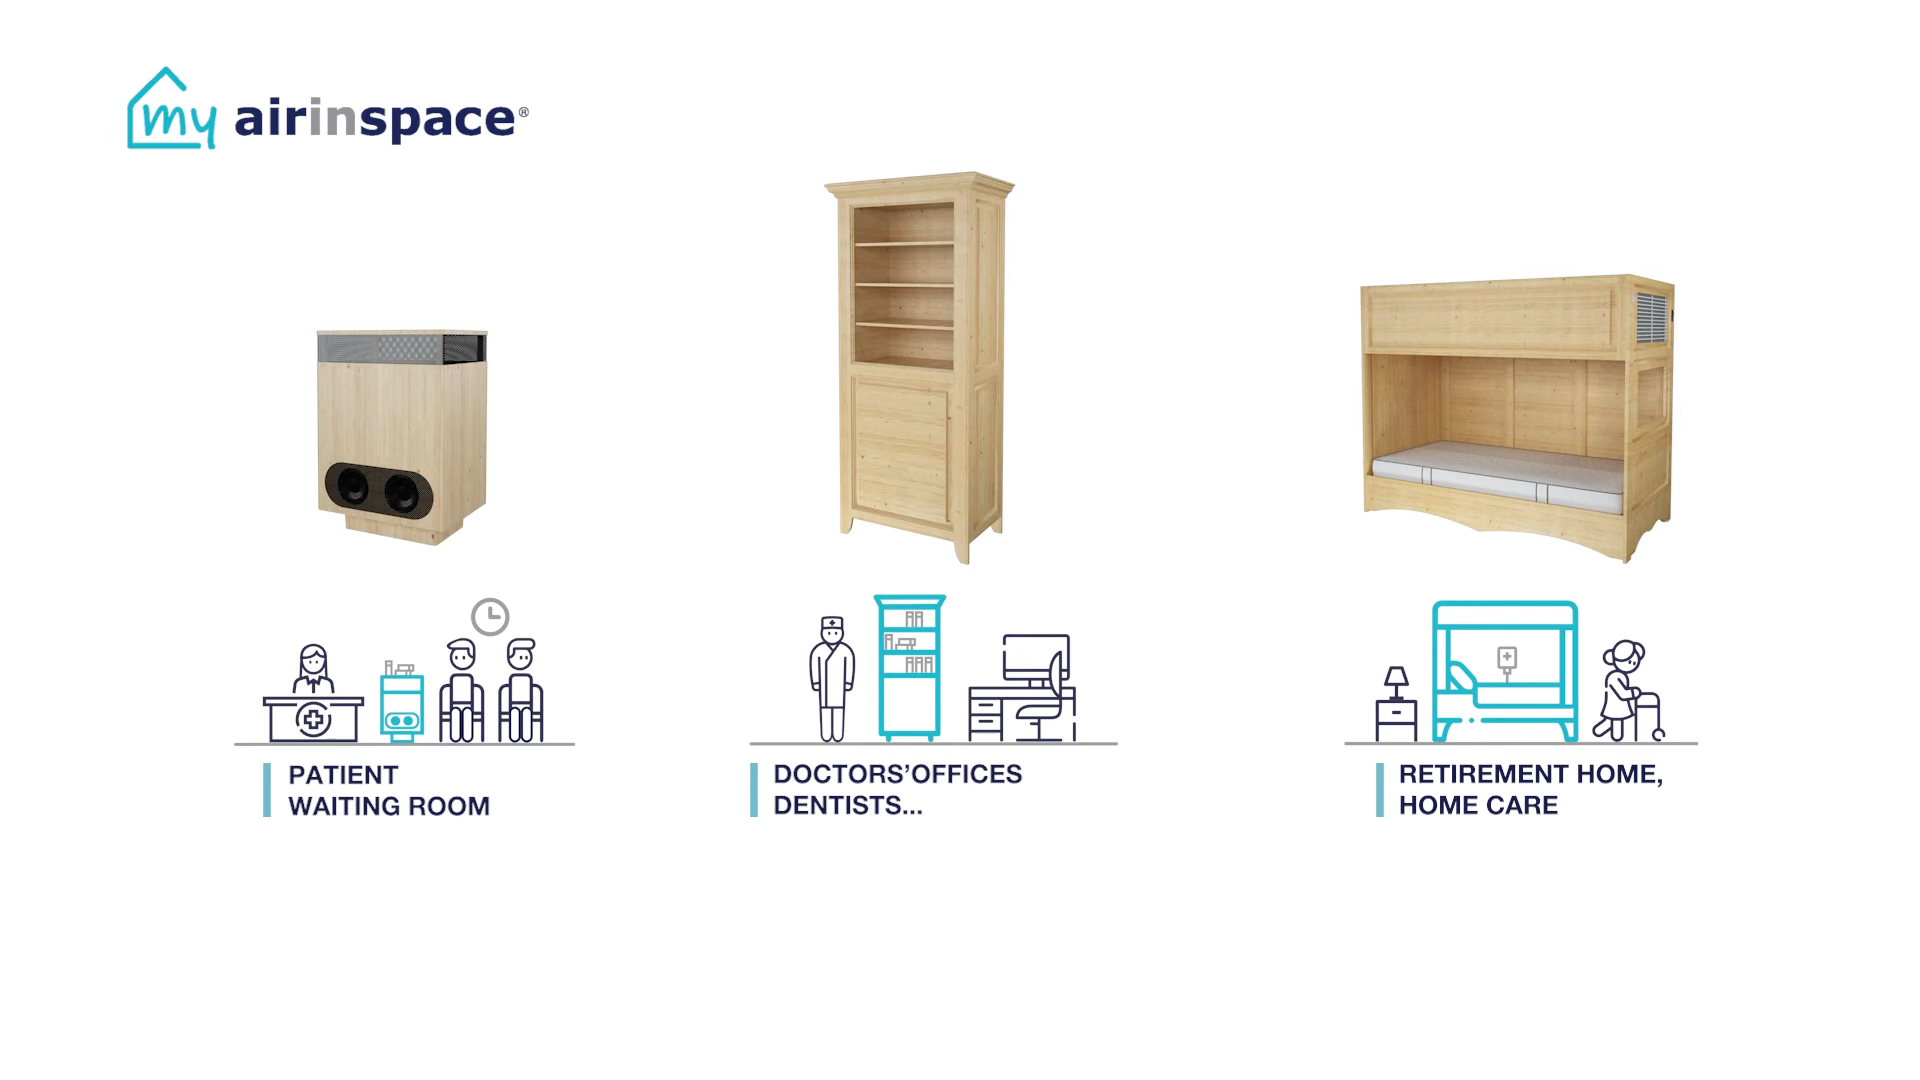 my airinspace®
PATIENT
WAITING ROOM
DOCTORS'OFFICES
DENTISTS...
RETIREMENT HOME,
HOME CARE